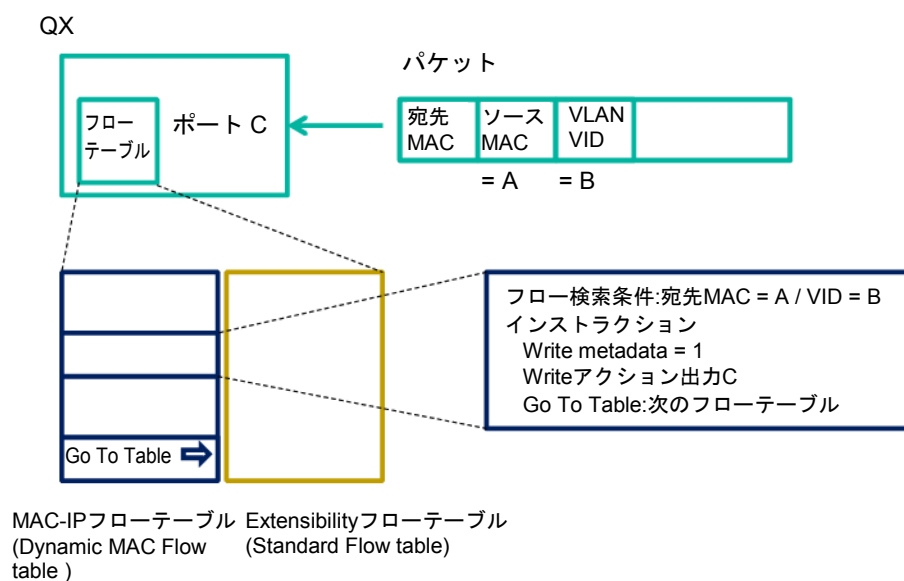 QX
パケット
フロー
テーブル
ポート C
宛先
MAC
ソース
MAC
VLAN
VID
= A
= B
フロー検索条件:宛先MAC = A / VID = B
インストラクション
Write metadata = 1
Writeアクション出力C
Go To Table:次のフローテーブル
Go To Table
MAC-IPフローテーブル
(Dynamic MAC Flow
table )
Extensibilityフローテーブル
(Standard Flow table)